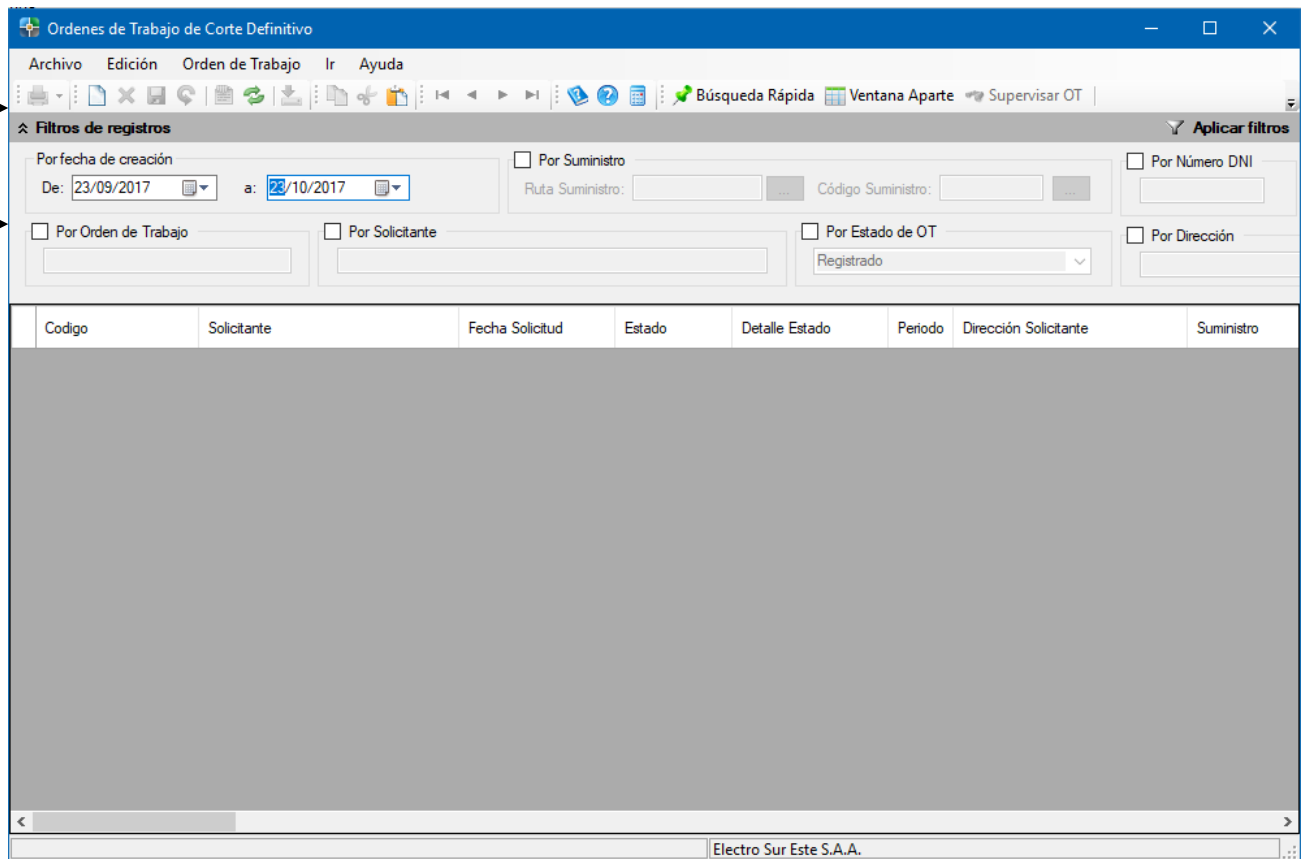 Ordenes de Trabajo de Corte Definitivo
Archivo Edición Orden de Trabajo Ir Ayuda
Búsqueda Rápida Ventana Aparte Supervisar OT
Filtros de registros Aplicar filtros
Por fecha de creación Por Suministro Por Número DNI
De: 23/09/2017 a: 23/10/2017 Ruta Suministro: ... Código Suministro: ...
Por Orden de Trabajo Por Solicitante Por Estado de OT Por Dirección
Registrado
Codigo Solicitante Fecha Solicitud Estado Detalle Estado Periodo Dirección Solicitante Suministro
Electro Sur Este S.A.A.